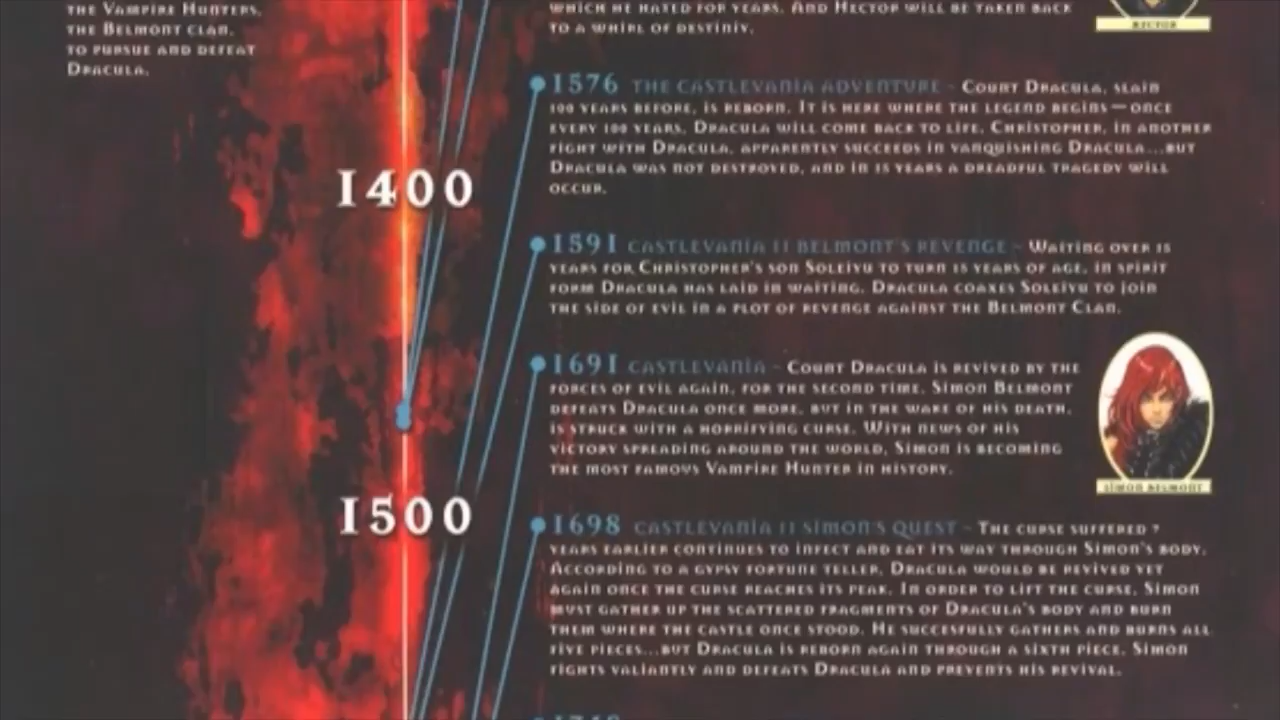 the Vampire Hunters,
the Belmont clan,
to pursue and defeat
Dracula.
1400
1500
which he hated for years. And Hector will be taken back
to a whirl of destiny.
Hector
1576 The Castlevania Adventure ~ Count Dracula, slain
100 years before, is reborn. It is here where the legend begins — once
every 100 years, Dracula will come back to life. Christopher, in another
fight with Dracula, apparently succeeds in vanquishing Dracula...but
Dracula was not destroyed, and in 15 years a dreadful tragedy will
occur.
1591 Castlevania II Belmont's Revenge ~ Waiting over 15
years for Christopher's son Soleiyu to turn 15 years of age, in spirit
form Dracula has laid in waiting. Dracula coaxes Soleiyu to join
the side of evil in a plot of revenge against the Belmont Clan.
1691 Castlevania ~ Count Dracula is revived by the
forces of evil again, for the second time. Simon Belmont
defeats Dracula once more, but in the wake of his death,
is struck with a horrifying curse. With news of his
victory spreading around the world, Simon is becoming
the most famous Vampire Hunter in history.
Simon Belmont
1698 Castlevania II Simon's Quest ~ The curse suffered 7
years earlier continues to infect and eat its way through Simon's body.
According to a gypsy fortune teller, Dracula would be revived yet
again once the curse reaches its peak. In order to lift the curse, Simon
must gather up the scattered fragments of Dracula's body and burn
them where the castle once stood. He succesfully gathers and burns all
five pieces...but Dracula is reborn again through a sixth piece. Simon
fights valiantly and defeats Dracula and prevents his revival.